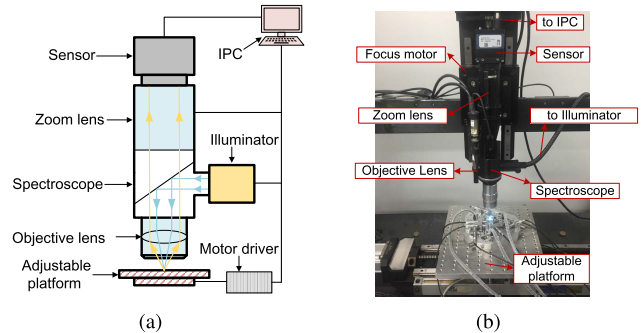 Sensor
IPC
Zoom lens
Illuminator
Spectroscope
Objective lens
Motor driver
Adjustable
platform
(a)
to IPC
Focus motor
Sensor
Zoom lens
to Illuminator
Objective Lens
Spectroscope
Adjustable
platform
(b)